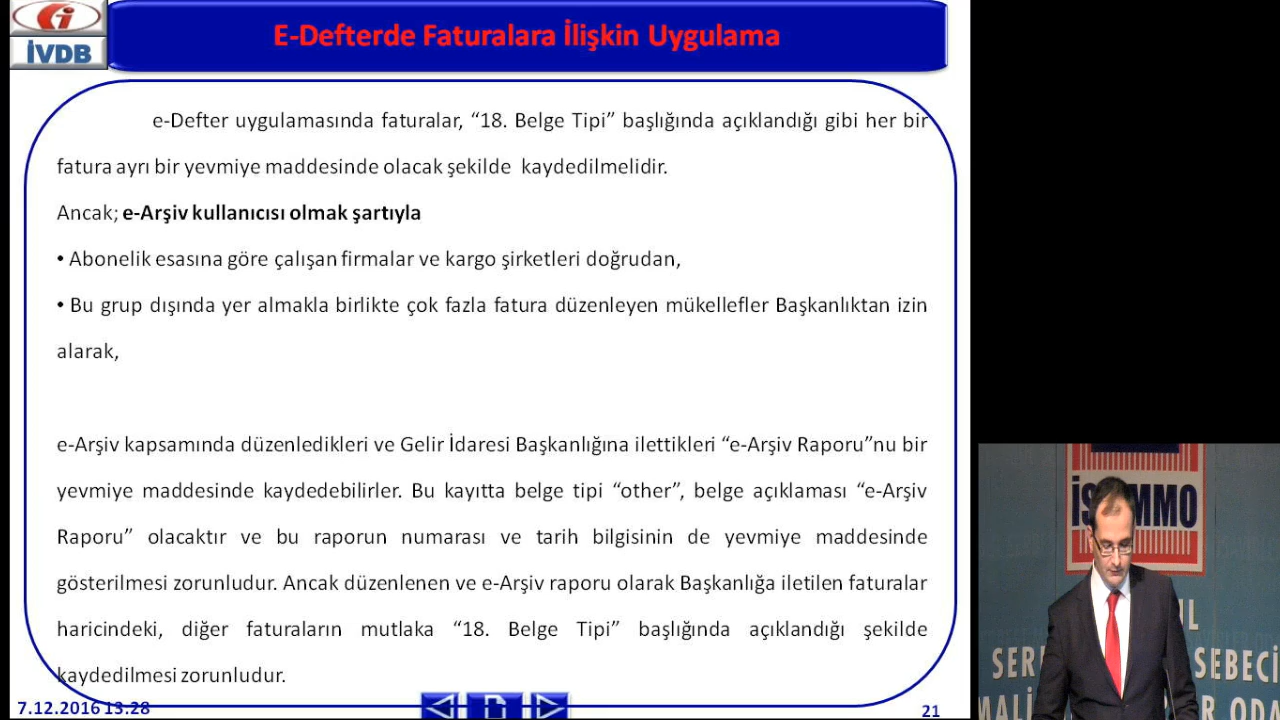 E-Defterde Faturalara İlişkin Uygulama
İVDB
e-Defter uygulamasında faturalar, “18. Belge Tipi” başlığında açıklandığı gibi her bir
fatura ayrı bir yevmiye maddesinde olacak şekilde kaydedilmelidir.
Ancak; e-Arşiv kullanıcısı olmak şartıyla
• Abonelik esasına göre çalışan firmalar ve kargo şirketleri doğrudan,
• Bu grup dışında yer almakla birlikte çok fazla fatura düzenleyen mükellefler Başkanlıktan izin
alarak,
e-Arşiv kapsamında düzenledikleri ve Gelir İdaresi Başkanlığına ilettikleri “e-Arşiv Raporu”nu bir
yevmiye maddesinde kaydedebilirler. Bu kayıtta belge tipi “other”, belge açıklaması “e-Arşiv
Raporu” olacaktır ve bu raporun numarası ve tarih bilgisinin de yevmiye maddesinde
gösterilmesi zorunludur. Ancak düzenlenen ve e-Arşiv raporu olarak Başkanlığa iletilen faturalar
haricindeki, diğer faturaların mutlaka “18. Belge Tipi” başlığında açıklandığı şekilde
kaydedilmesi zorunludur.
7.12.2016 13:28
21